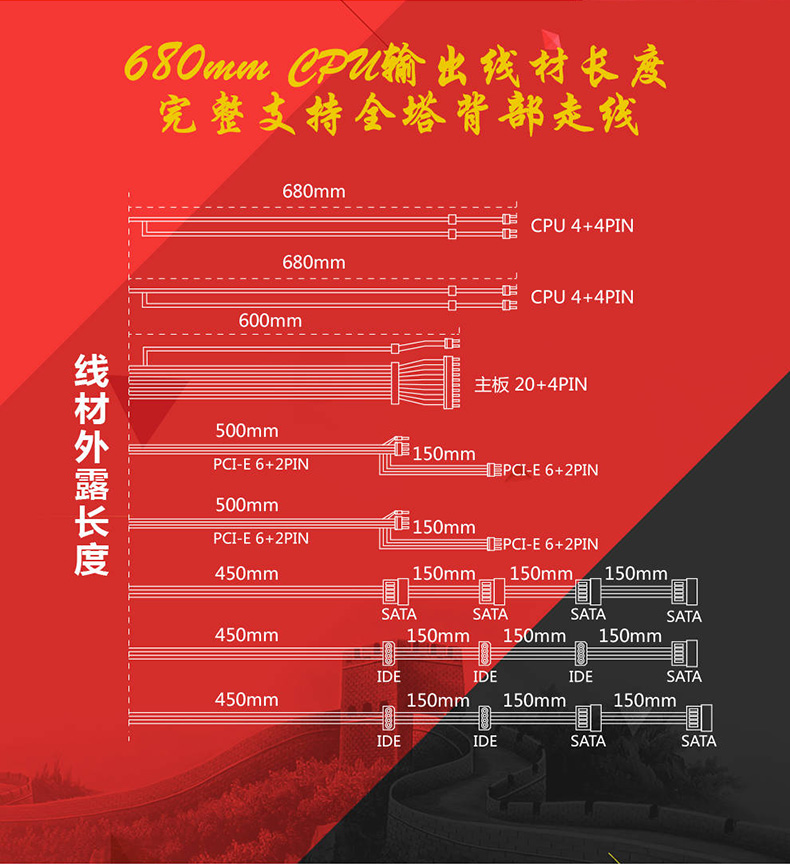 680mm CPU输出线材长度
完整支持全塔背部走线
线材外露长度
680mm
CPU 4+4PIN
680mm
CPU 4+4PIN
600mm
主板 20+4PIN
500mm
150mm
PCI-E 6+2PIN
PCI-E 6+2PIN
500mm
150mm
PCI-E 6+2PIN
PCI-E 6+2PIN
450mm 150mm 150mm 150mm
SATA SATA SATA SATA
450mm 150mm 150mm 150mm
IDE IDE IDE SATA
450mm 150mm 150mm 150mm
IDE IDE SATA SATA